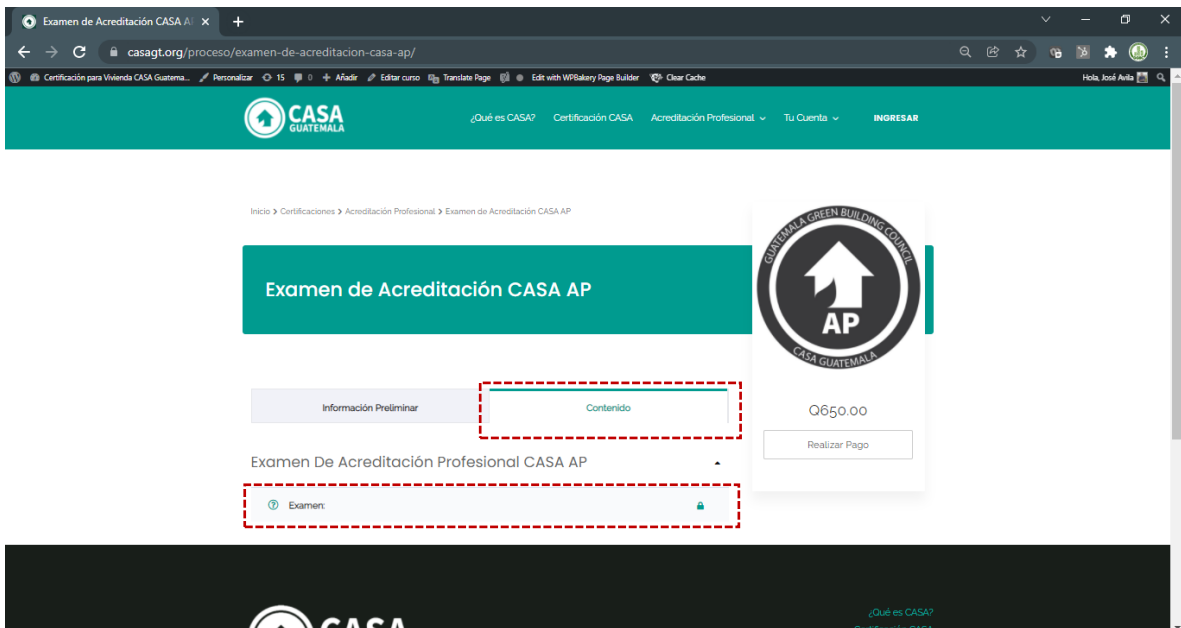 Examen de Acreditación CASA A
casagt.org/proceso/examen-de-acreditacion-casa-ap/
Certificación para Vivienda CASA Guatema... Personalizar 15 0 Añadir Editar curso Translate Page Edit with WPBakery Page Builder Clear Cache Hola, José Avila
CASA
GUATEMALA
¿Qué es CASA? Certificación CASA Acreditación Profesional Tu Cuenta INGRESAR
Inicio > Certificaciones > Acreditación Profesional > Examen de Acreditación CASA AP
Examen de Acreditación CASA AP
GUATEMALA GREEN BUILDING COUNCIL
AP
CASA GUATEMALA
Información Preliminar Contenido
Q650.00
Realizar Pago
Examen De Acreditación Profesional CASA AP
Examen:
CASA
¿Qué es CASA?
Certificación CASA